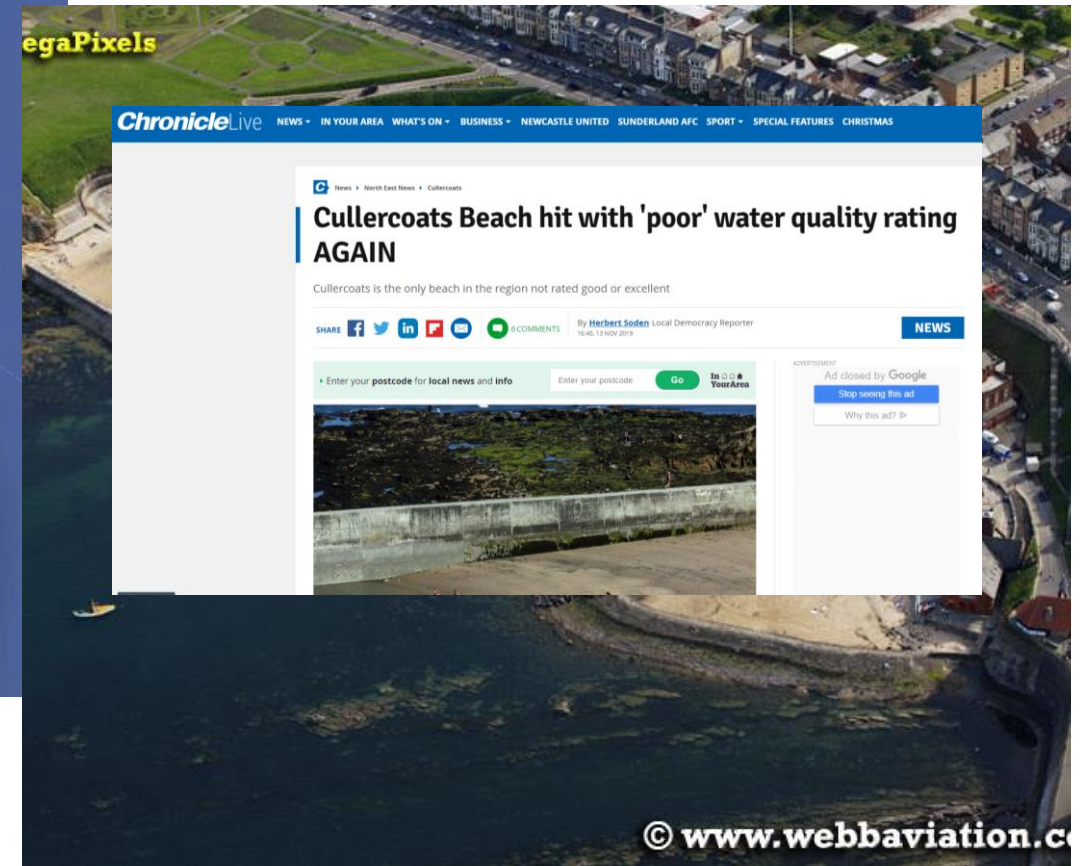 egaPixels
ChronicleLive NEWS IN YOUR AREA WHAT'S ON BUSINESS NEWCASTLE UNITED SUNDERLAND AFC SPORT SPECIAL FEATURES CHRISTMAS
News North East News Cullercoats
Cullercoats Beach hit with 'poor' water quality rating
AGAIN
Cullercoats is the only beach in the region not rated good or excellent
SHARE 6 COMMENTS By Herbert Soden Local Democracy Reporter
16:46, 13 NOV 2019
NEWS
Enter your postcode for local news and info Enter your postcode Go In YourArea
ADVERTISEMENT
Ad closed by Google
Stop seeing this ad
Why this ad?
© www.webbaviation.co